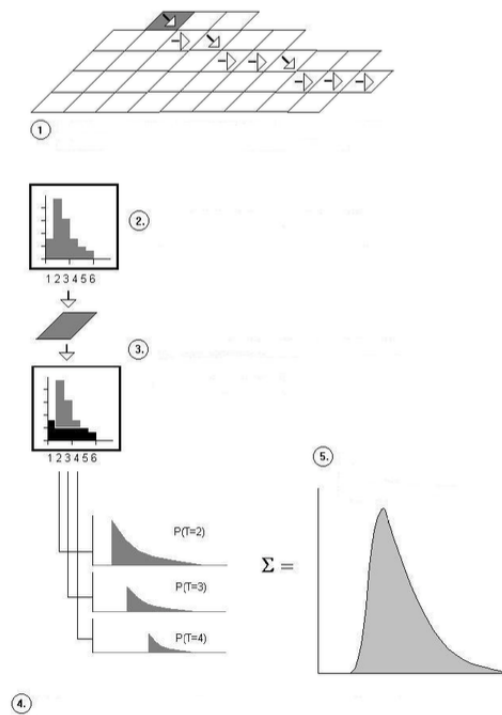 1
2.
1 2 3 4 5 6
3.
1 2 3 4 5 6
5.
P(T=2)
Σ =
P(T=3)
P(T=4)
4.